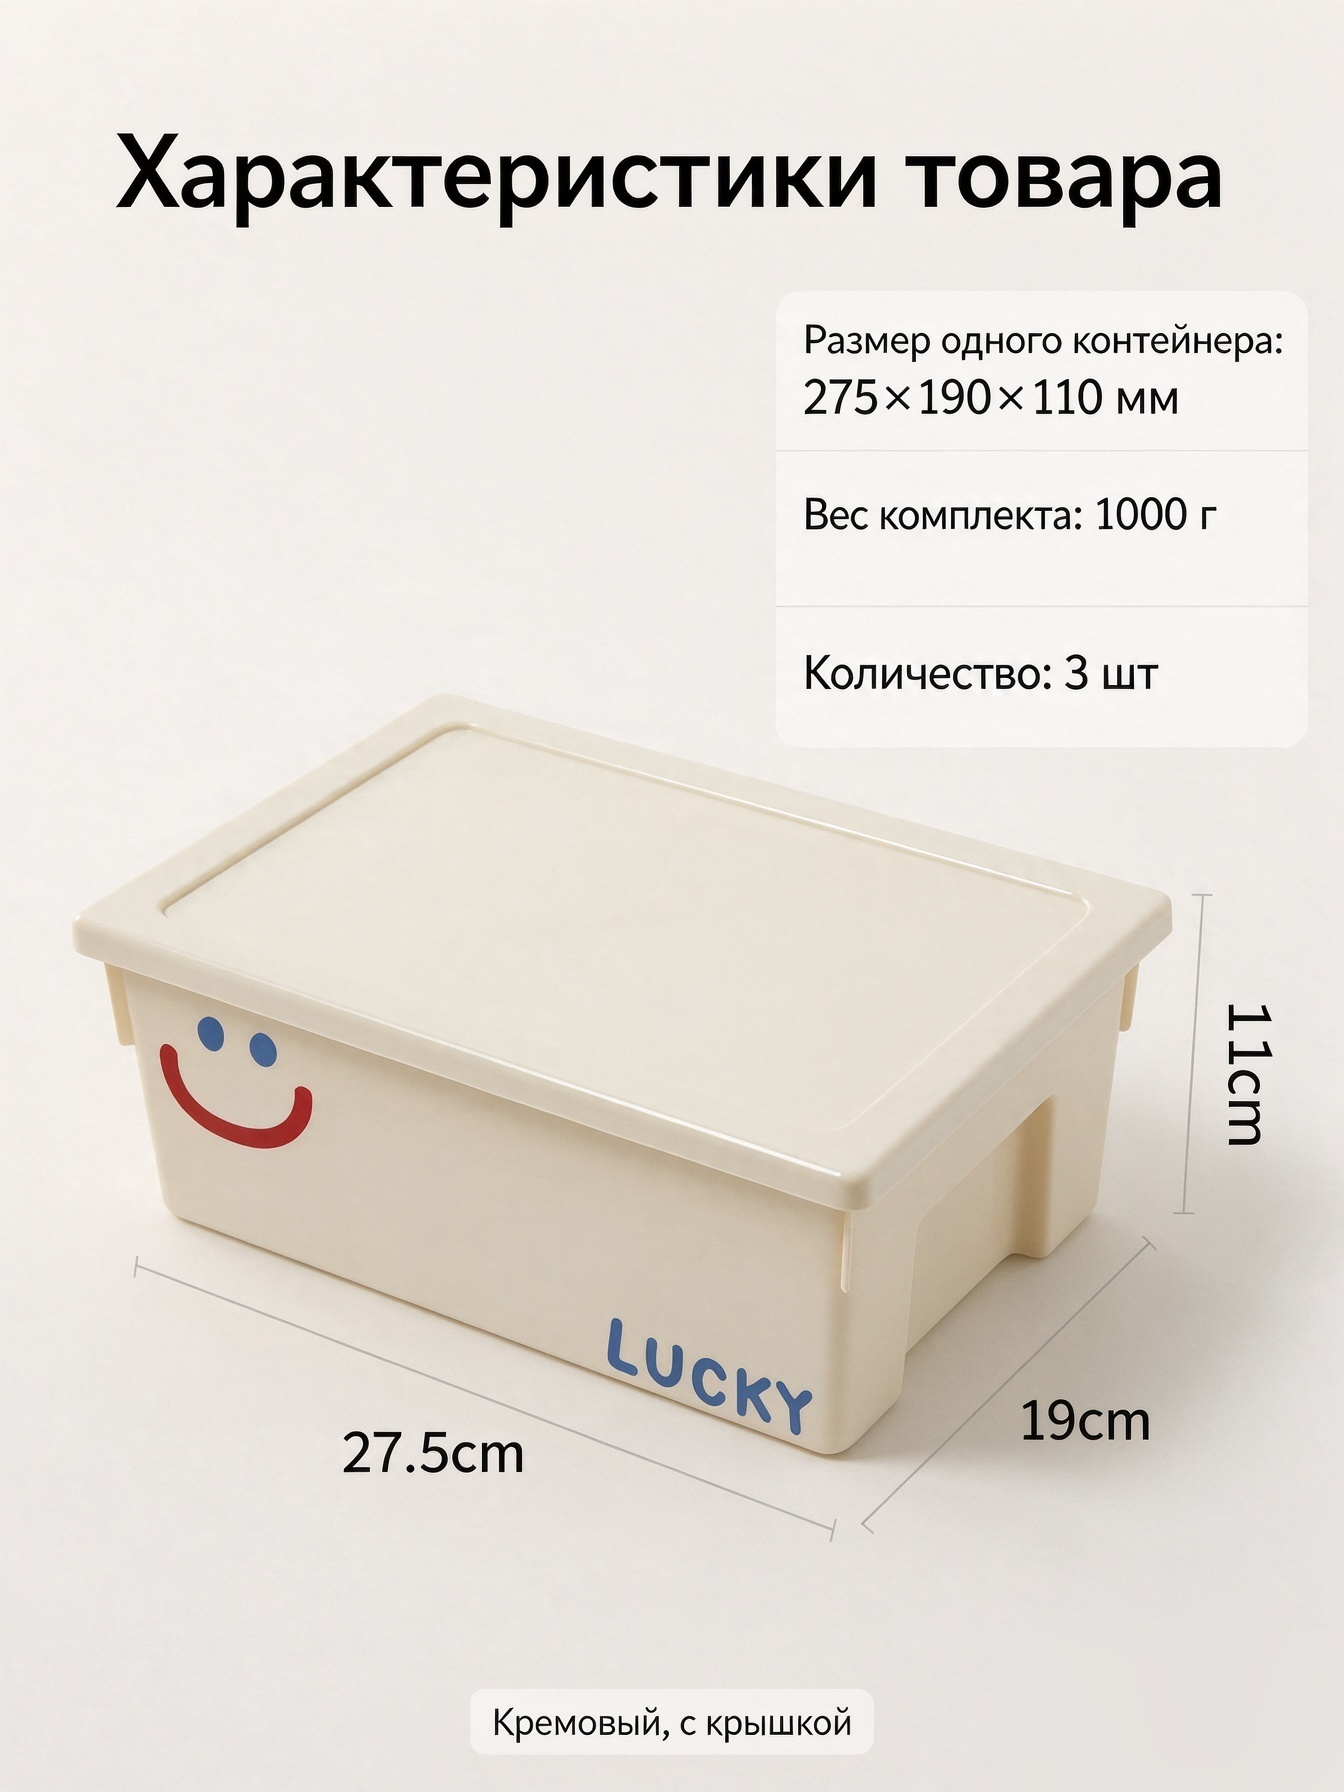 Характеристики товара
Размер одного контейнера:
275×190×110 мм
Вес комплекта: 1000 г
Количество: 3 шт
11cm
LUCKY
19cm
27.5cm
Кремовый, с крышкой